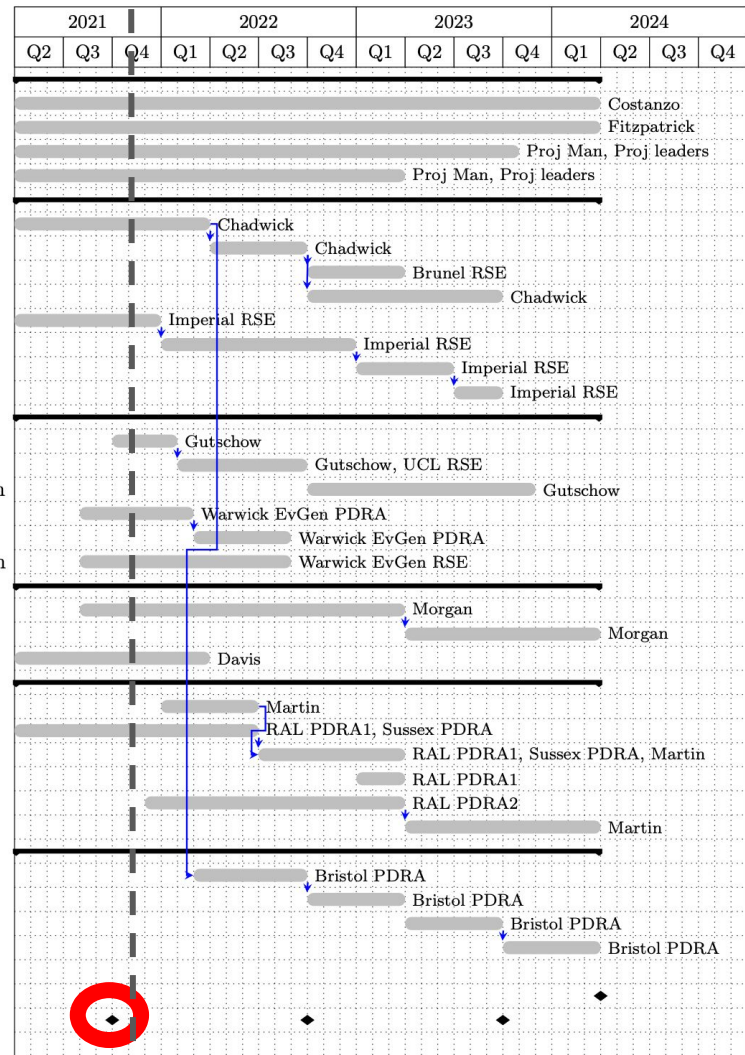 2021 2022 2023 2024
Q2 Q3 Q4 Q1 Q2 Q3 Q4 Q1 Q2 Q3 Q4 Q1 Q2 Q3 Q4
Costanzo
Fitzpatrick
Proj Man, Proj leaders
Proj Man, Proj leaders
Chadwick
Chadwick
Brunel RSE
Chadwick
Imperial RSE
Imperial RSE
Imperial RSE
Imperial RSE
Gutschow
Gutschow, UCL RSE
n Gutschow
Warwick EvGen PDRA
Warwick EvGen PDRA
n Warwick EvGen RSE
Morgan
Morgan
Davis
Martin
RAL PDRA1, Sussex PDRA
RAL PDRA1, Sussex PDRA, Martin
RAL PDRA1
RAL PDRA2
Martin
Bristol PDRA
Bristol PDRA
Bristol PDRA
Bristol PDRA